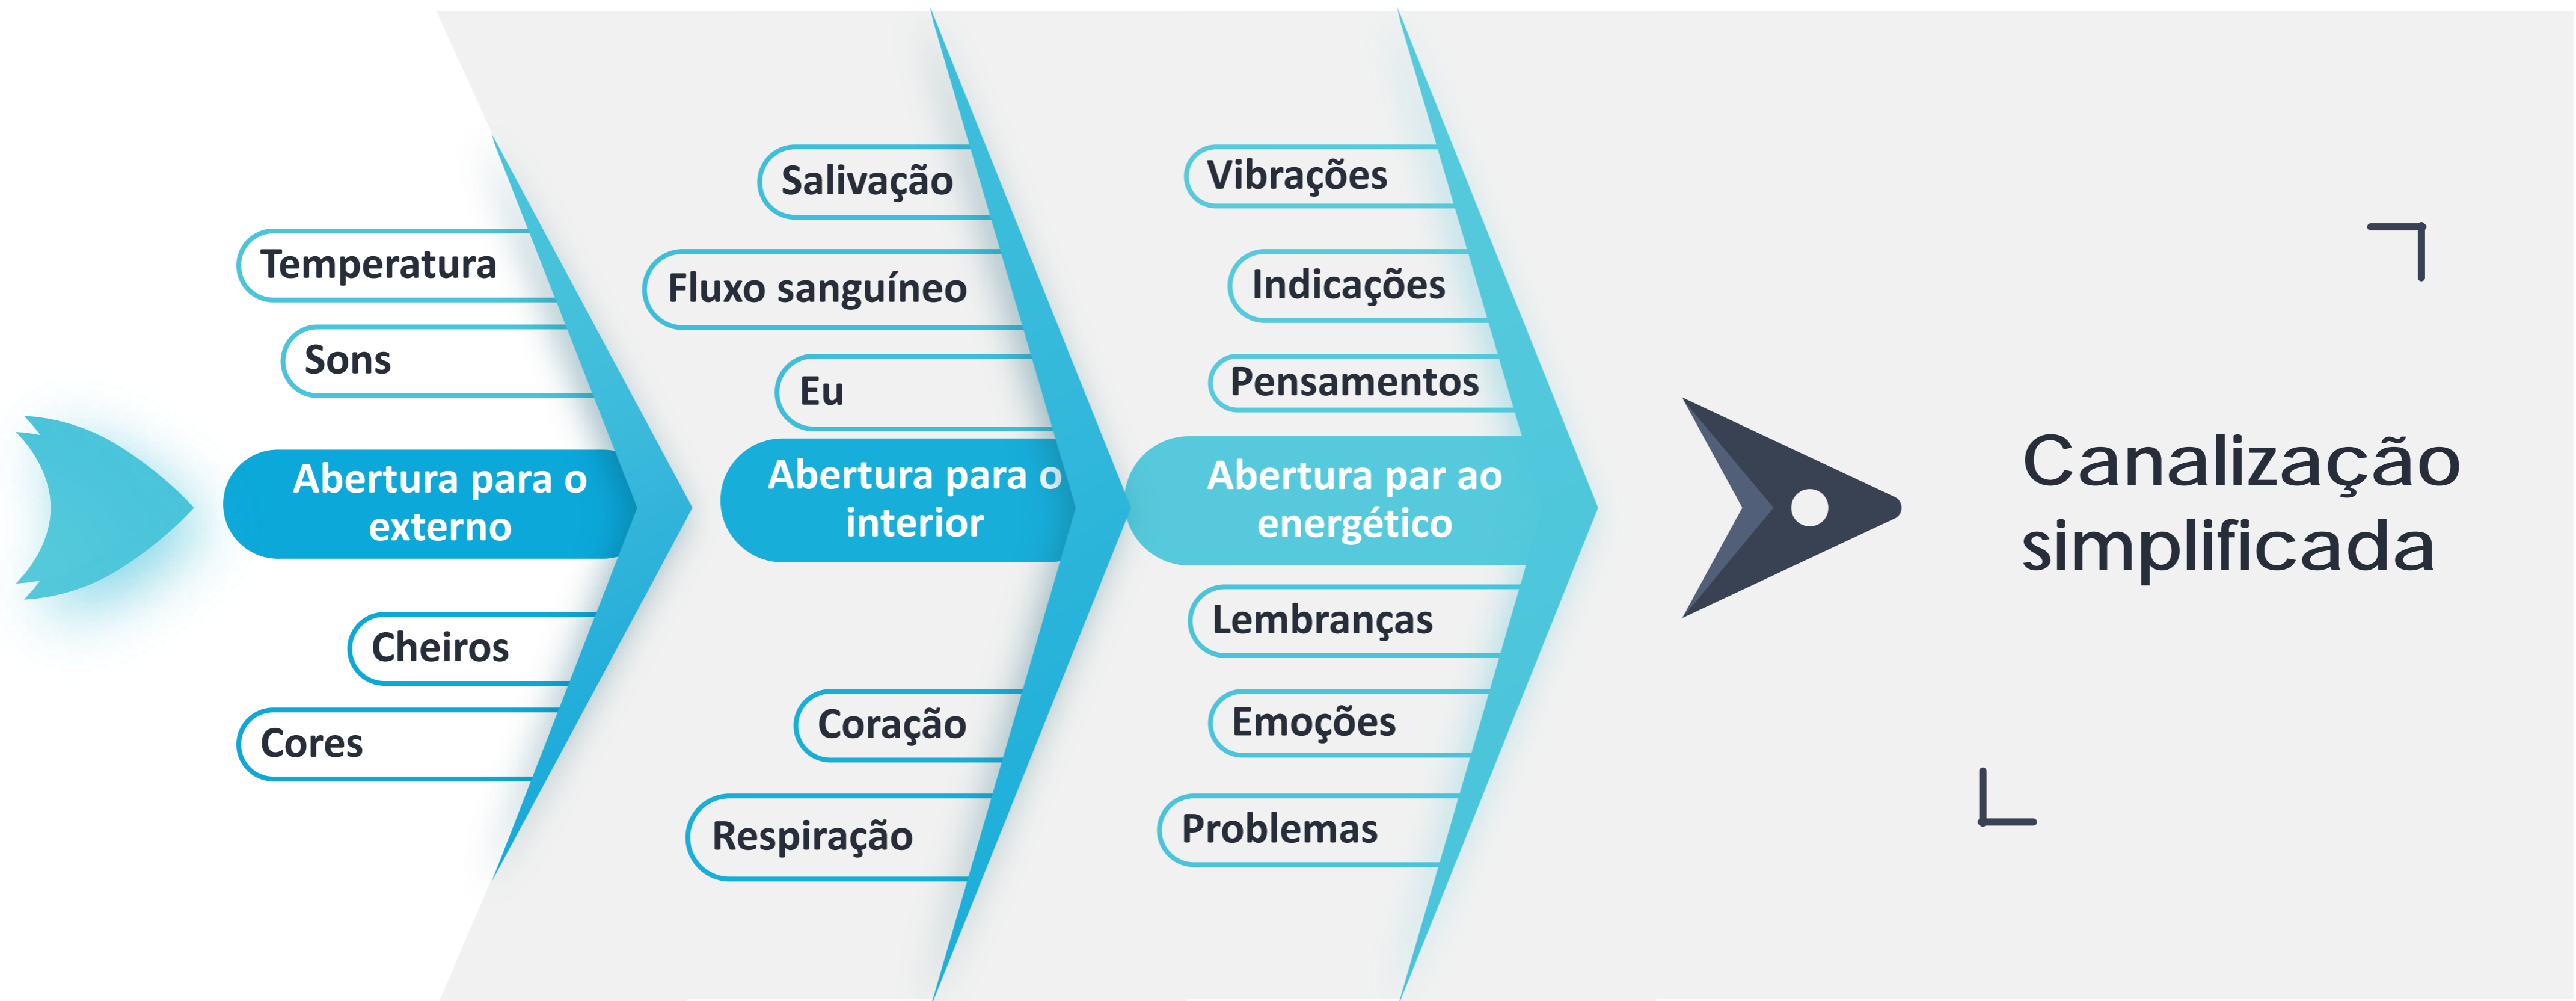 Temperatura
Sons
Abertura para o
externo
Cheiros
Cores
Salivação
Fluxo sanguíneo
Eu
Abertura para o
interior
Coração
Respiração
Vibrações
Indicações
Pensamentos
Abertura par ao
energético
Lembranças
Emoções
Problemas
Canalização
simplificada